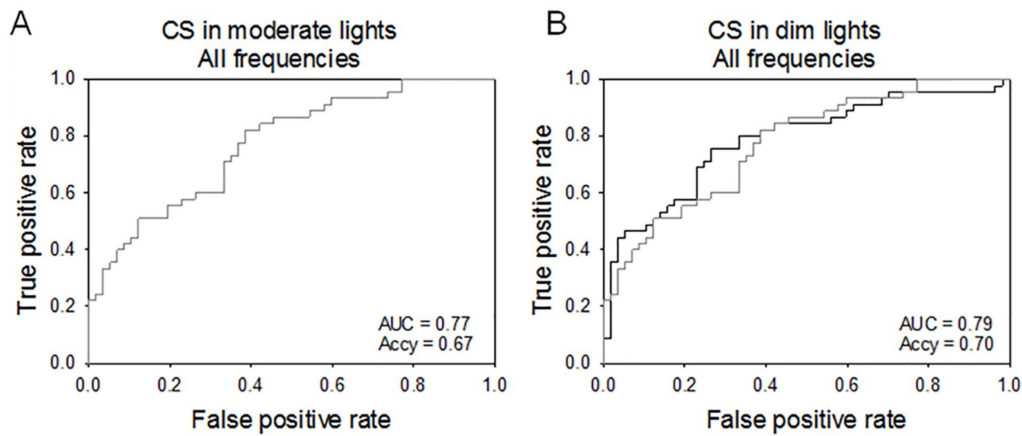 A
CS in moderate lights
All frequencies
True positive rate
1.0
0.8
0.6
0.4
0.2
0.0
AUC = 0.77
Accy = 0.67
0.0 0.2 0.4 0.6 0.8 1.0
False positive rate
B
CS in dim lights
All frequencies
True positive rate
1.0
0.8
0.6
0.4
0.2
0.0
AUC = 0.79
Accy = 0.70
0.0 0.2 0.4 0.6 0.8 1.0
False positive rate